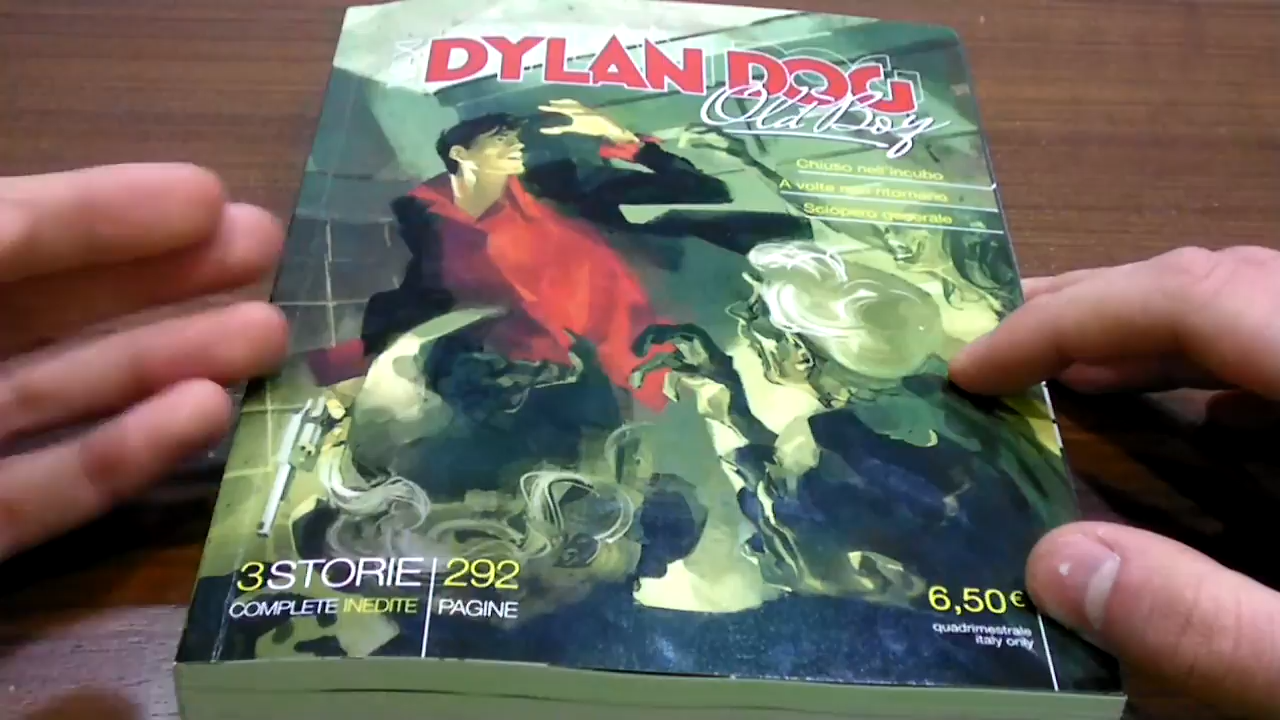 DYLAN DOG
Old Boy
Chiuso nell'incubo
A volte non ritornano
Sciopero generale
3 STORIE
COMPLETE INEDITE
292
PAGINE
6,50 €
quadrimestrale
italy only